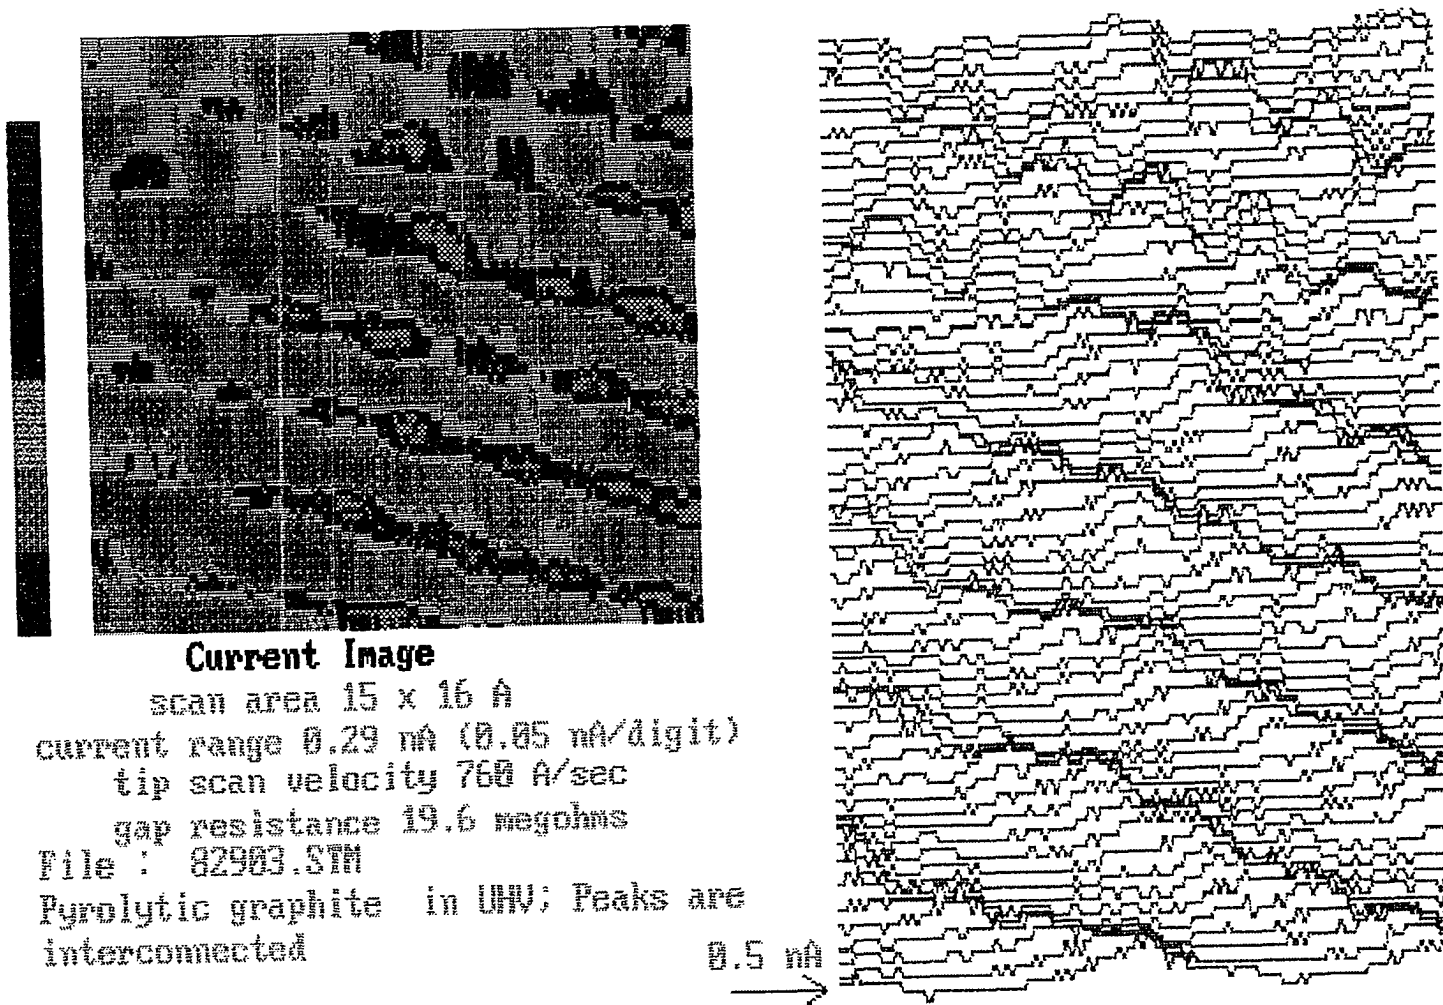 Current Image
scan area 15 x 16 A
current range 0.29 nA (0.05 nA/digit)
tip scan velocity 760 A/sec
gap resistance 19.6 megohms
File : 82903.STM
Pyrolytic graphite in UHV; Peaks are
interconnected
0.5 nA